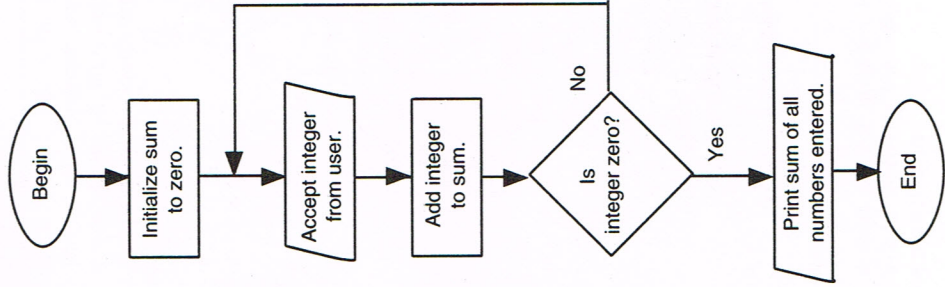 Begin
Initialize sum
to zero.
Accept integer
from user.
Add integer
to sum.
Is
integer zero?
No
Yes
Print sum of all
numbers entered.
End